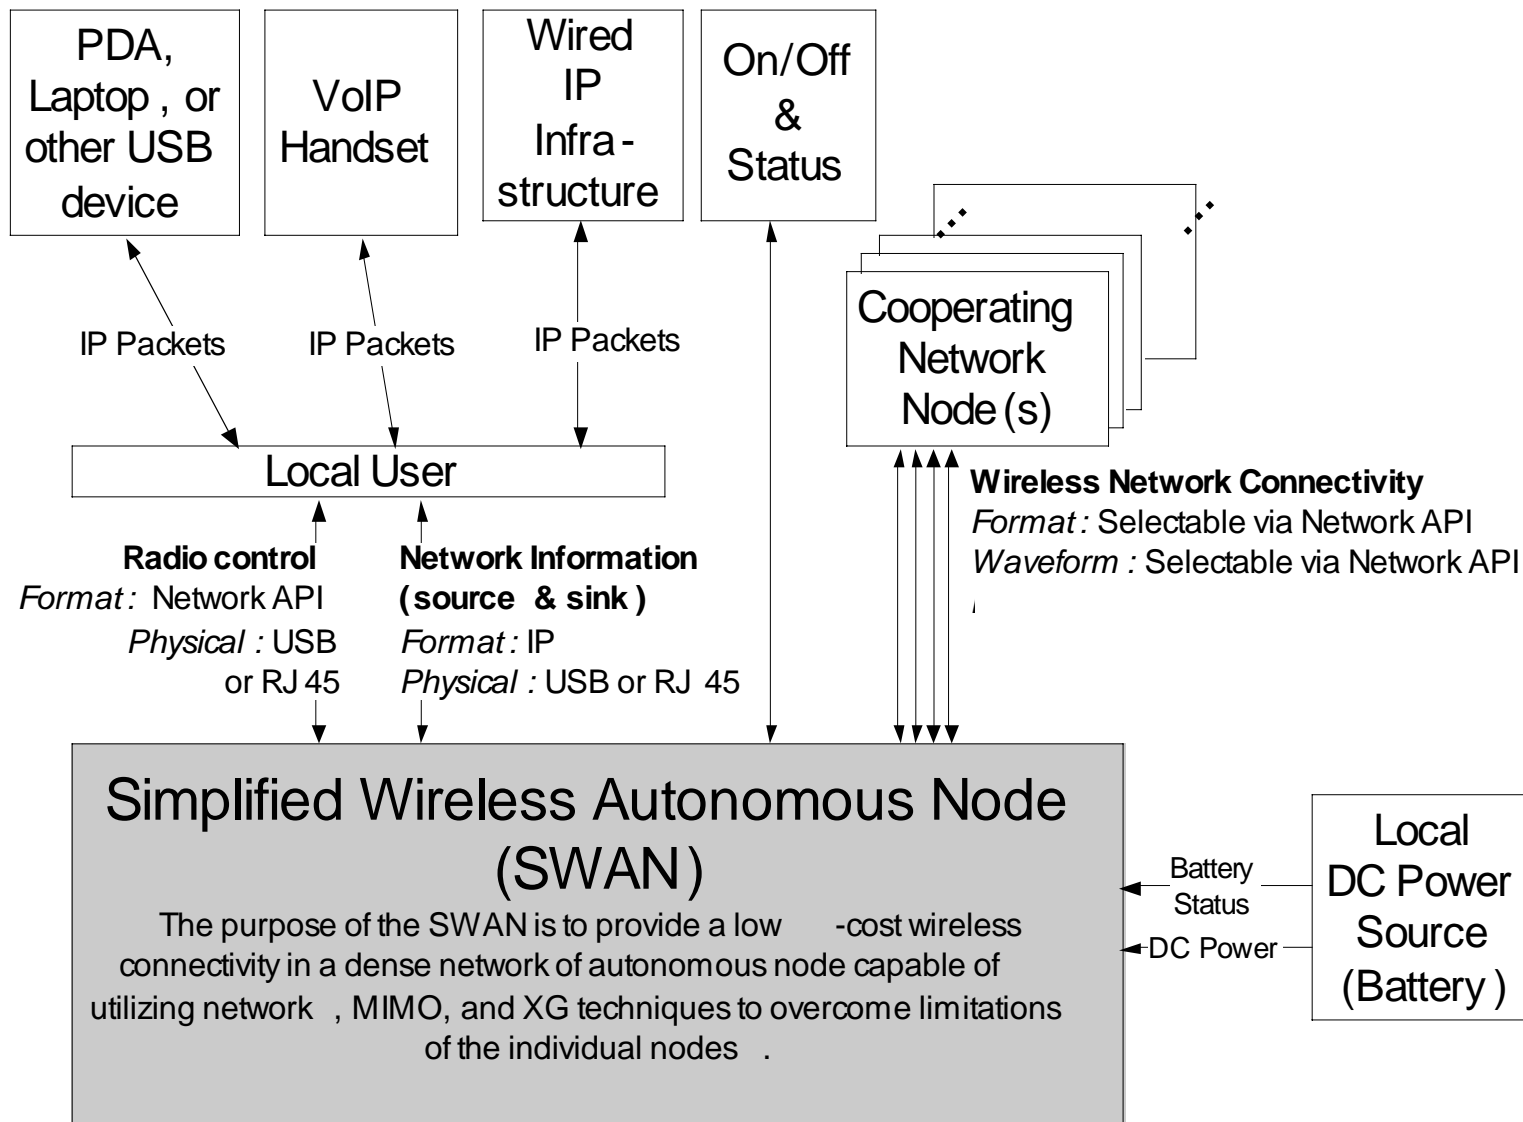 PDA,
Laptop, or
other USB
device
VoIP
Handset
Wired
IP
Infra-
structure
On/Off
&
Status
Cooperating
Network
Node(s)
IP Packets
IP Packets
IP Packets
Local User
Wireless Network Connectivity
Format: Selectable via Network API
Waveform: Selectable via Network API
Radio control
Format: Network API
Physical: USB
or RJ45
Network Information
(source & sink)
Format: IP
Physical: USB or RJ 45
Simplified Wireless Autonomous Node
(SWAN)
The purpose of the SWAN is to provide a low -cost wireless
connectivity in a dense network of autonomous node capable of
utilizing network , MIMO, and XG techniques to overcome limitations
of the individual nodes .
Battery
Status
DC Power
Local
DC Power
Source
(Battery)